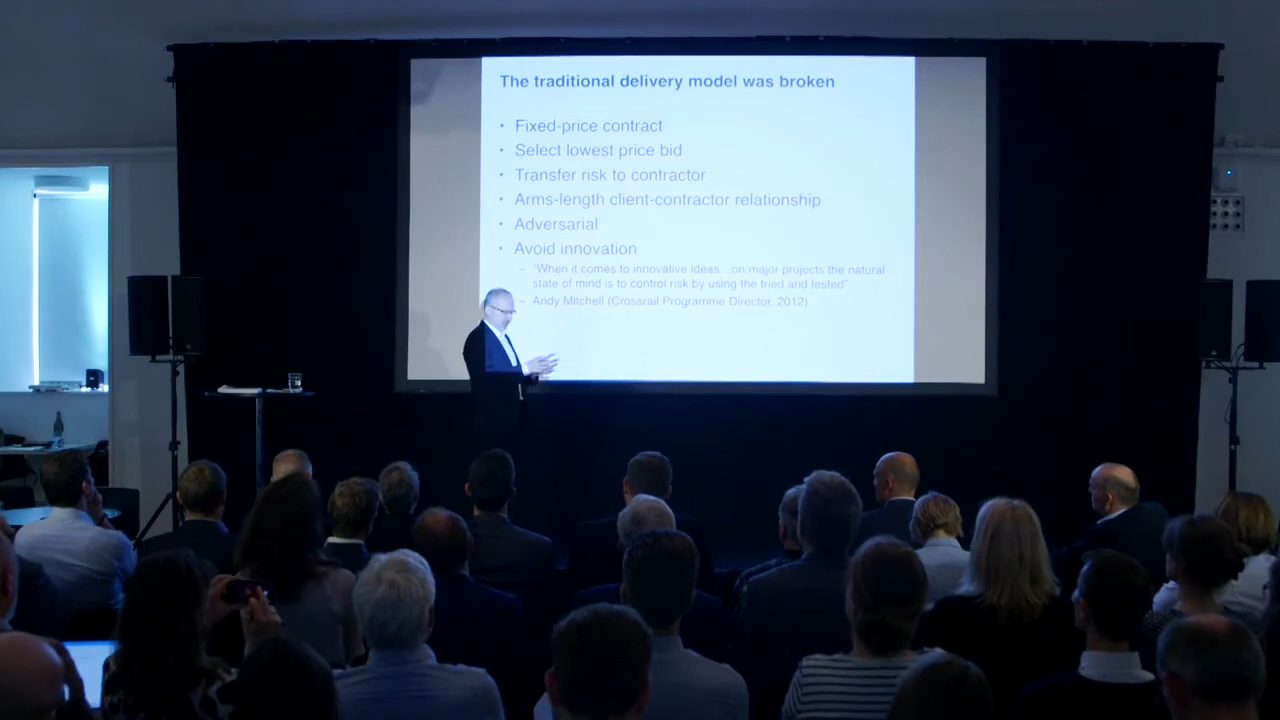 The traditional delivery model was broken
• Fixed-price contract
• Select lowest price bid
• Transfer risk to contractor
• Arms-length client-contractor relationship
• Adversarial
• Avoid innovation
– “When it comes to innovative ideas…on major projects the natural
state of mind is to control risk by using the tried and tested”
– Andy Mitchell (Crossrail Programme Director, 2012)